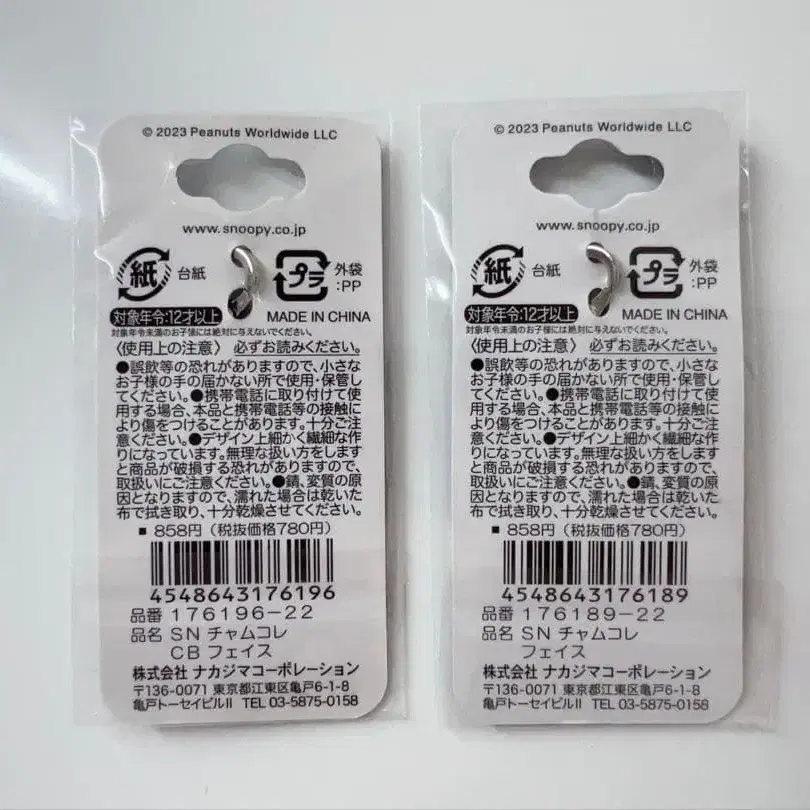 © 2023 Peanuts Worldwide LLC
www.snoopy.co.jp
紙 台紙 プラ 外袋
:PP
対象年令:12才以上 MADE IN CHINA
対象年令未満のお子様には絶対に与えないでください。
〈使用上の注意〉 必ずお読みください。
●誤飲等の恐れがありますので、小さな
お子様の手の届かない所で使用・保管し
てください。●携帯電話に取り付けて使
用する場合、本品と携帯電話等の接触に
より傷をつけることがあります。十分ご注
意ください。●デザイン上細かく繊細な作
りになっています。無理な扱い方をします
と商品が破損する恐れがありますので、
取扱いにご注意ください。●錆、変質の原
因となりますので、濡れた場合は乾いた
布で拭き取り、十分乾燥させてください。
■ 858円（税抜価格780円）
4548643176196
品番 176196-22
品名 SN チャムコレ
CB フェイス
株式会社 ナカジマコーポレーション
〒136-0071 東京都江東区亀戸6-1-8
亀戸トーセイビルⅡ TEL 03-5875-0158
© 2023 Peanuts Worldwide LLC
www.snoopy.co.jp
紙 台紙 プラ 外袋
:PP
対象年令:12才以上 MADE IN CHINA
対象年令未満のお子様には絶対に与えないでください。
〈使用上の注意〉 必ずお読みください。
●誤飲等の恐れがありますので、小さな
お子様の手の届かない所で使用・保管し
てください。●携帯電話に取り付けて使
用する場合、本品と携帯電話等の接触に
より傷をつけることがあります。十分ご注
意ください。●デザイン上細かく繊細な作
りになっています。無理な扱い方をします
と商品が破損する恐れがありますので、
取扱いにご注意ください。●錆、変質の原
因となりますので、濡れた場合は乾いた
布で拭き取り、十分乾燥させてください。
■ 858円（税抜価格780円）
4548643176189
品番 176189-22
品名 SN チャムコレ
フェイス
株式会社 ナカジマコーポレーション
〒136-0071 東京都江東区亀戸6-1-8
亀戸トーセイビルⅡ TEL 03-5875-0158